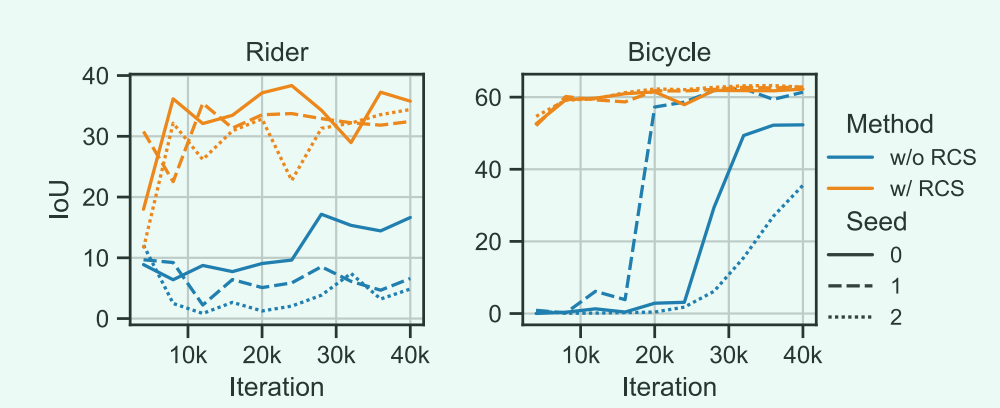 Rider
40
30
20
10
0
IoU
10k 20k 30k 40k
Iteration
Bicycle
60
40
20
0
10k 20k 30k 40k
Iteration
Method
w/o RCS
w/ RCS
Seed
0
1
2